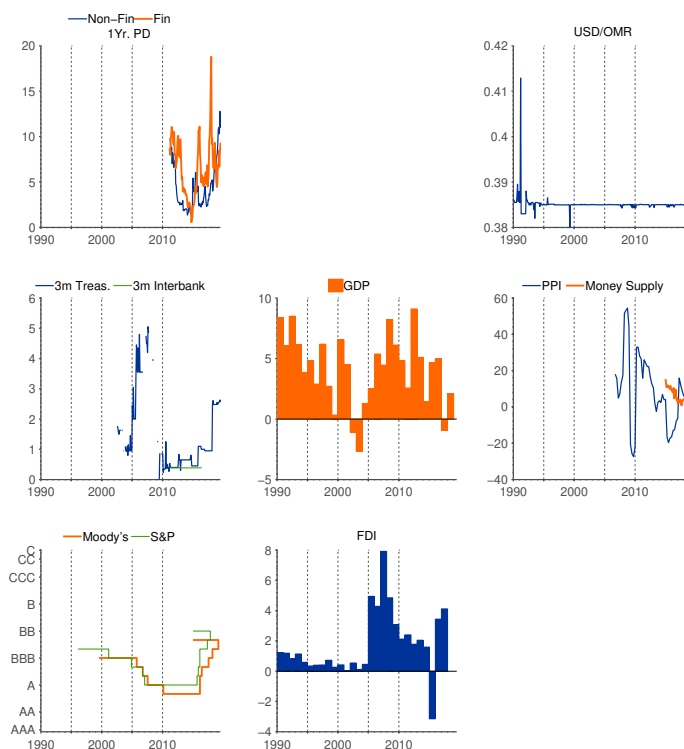 Non−Fin Fin
1Yr. PD
20
15
10
5
0
1990 2000 2010
USD/OMR
0.42
0.41
0.4
0.39
0.38
1990 2000 2010
3m Treas. 3m Interbank
6
5
4
3
2
1
0
1990 2000 2010
GDP
10
5
0
−5
1990 2000 2010
PPI Money Supply
60
40
20
0
−20
−40
1990 2000 2010
Moody's S&P
C
CC
CCC
B
BB
BBB
A
AA
AAA
1990 2000 2010
FDI
8
6
4
2
0
−2
−4
1990 2000 2010